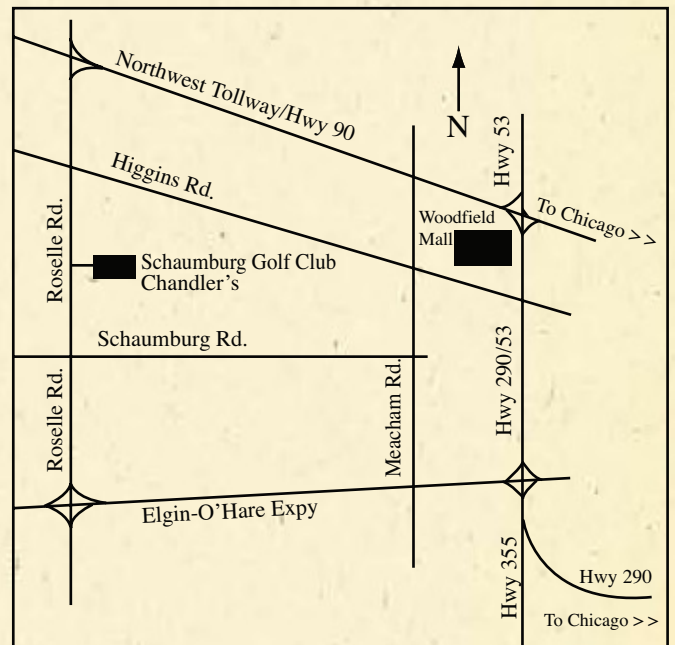 Northwest Tollway/Hwy 90
N
Hwy 53
Higgins Rd.
To Chicago >>
Woodfield
Mall
Roselle Rd.
Schaumburg Golf Club
Chandler's
Schaumburg Rd.
Hwy 290/53
Roselle Rd.
Meacham Rd.
Elgin-O'Hare Expy
Hwy 355
Hwy 290
To Chicago >>